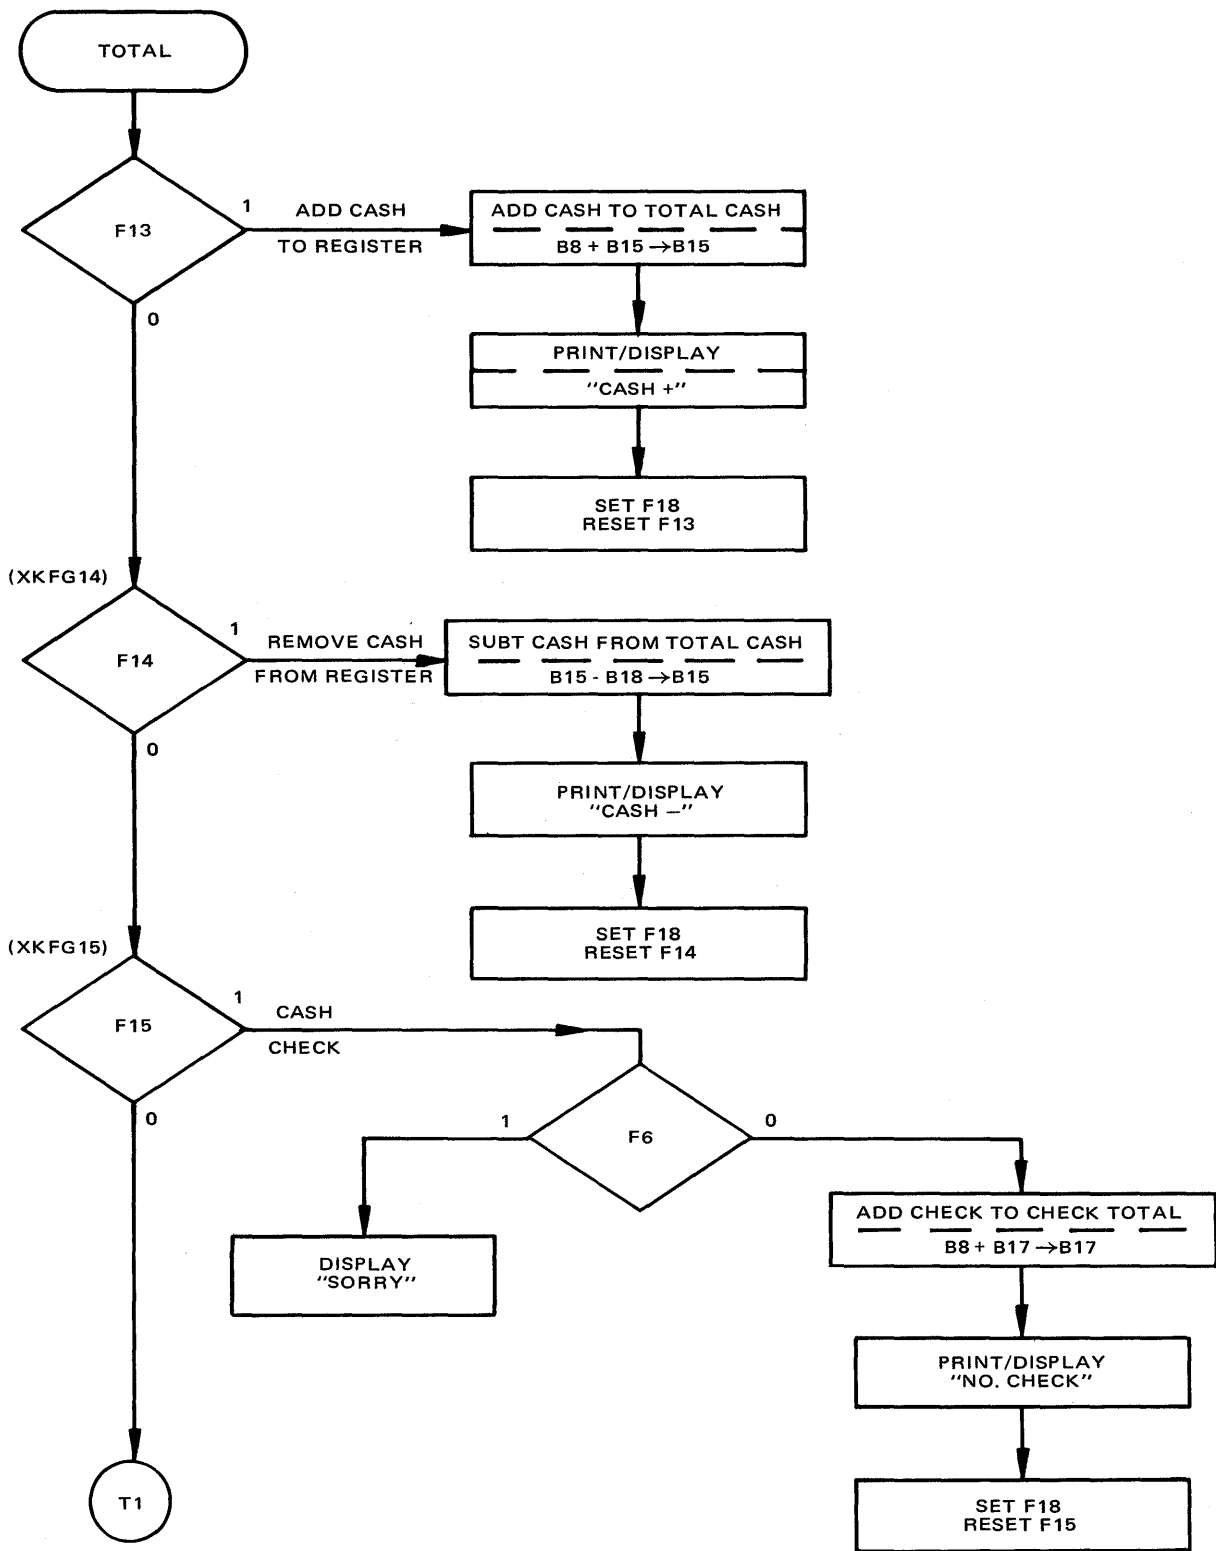 TOTAL
F13
1
ADD CASH
TO REGISTER
0
ADD CASH TO TOTAL CASH
B8 + B15 →B15
PRINT/DISPLAY
"CASH +"
SET F18
RESET F13
(XKFG14)
F14
1
REMOVE CASH
FROM REGISTER
0
SUBT CASH FROM TOTAL CASH
B15 - B18 →B15
PRINT/DISPLAY
"CASH —"
SET F18
RESET F14
(XKFG15)
F15
1
CASH
CHECK
0
F6
1
0
DISPLAY
"SORRY"
ADD CHECK TO CHECK TOTAL
B8 + B17 →B17
PRINT/DISPLAY
"NO. CHECK"
SET F18
RESET F15
T1